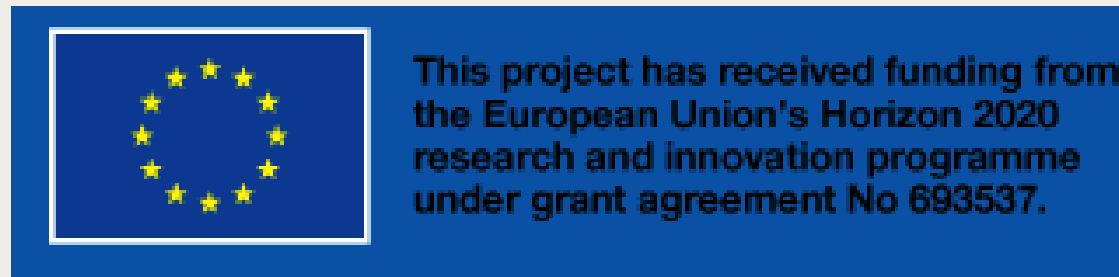 This project has received funding from
the European Union's Horizon 2020
research and innovation programme
under grant agreement No 693537.